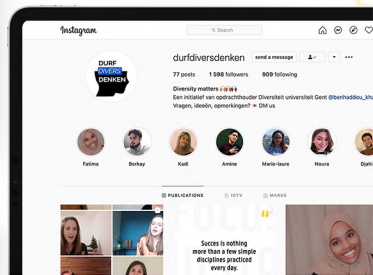 Instagram
Search
DURF
DIVERS
DENKEN
durfdiversdenken
send a message
77 posts
1 598 followers
909 following
Diversity matters
Een initiatief van opdrachthouder Diversiteit universiteit Gent @benhaddou_kha
Vragen, ideeën, opmerkingen? DM us
Fatima
Berkay
Kadi
Amine
Marie-laure
Noura
Djahi
PUBLICATIONS
IGTV
MARKS
"
Succes is nothing
more than a few simple
disciplines practiced
every day.